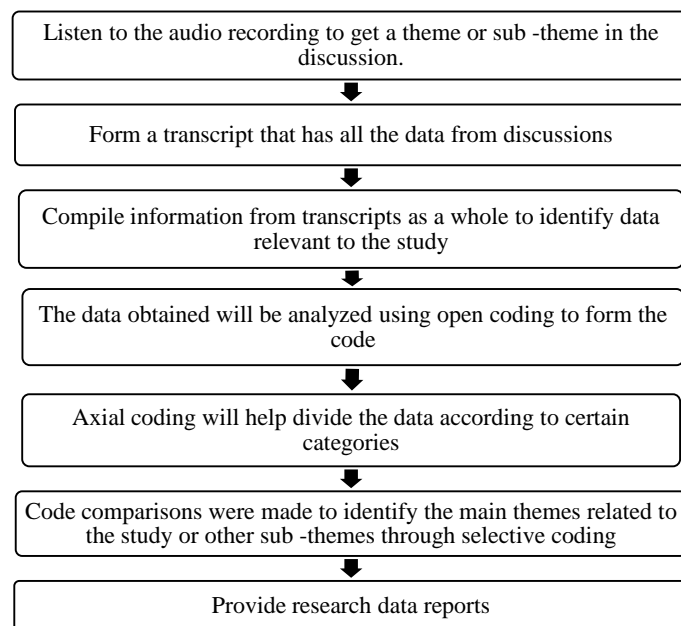 Listen to the audio recording to get a theme or sub -theme in the
discussion.
Form a transcript that has all the data from discussions
Compile information from transcripts as a whole to identify data
relevant to the study
The data obtained will be analyzed using open coding to form the
code
Axial coding will help divide the data according to certain
categories
Code comparisons were made to identify the main themes related to
the study or other sub -themes through selective coding
Provide research data reports